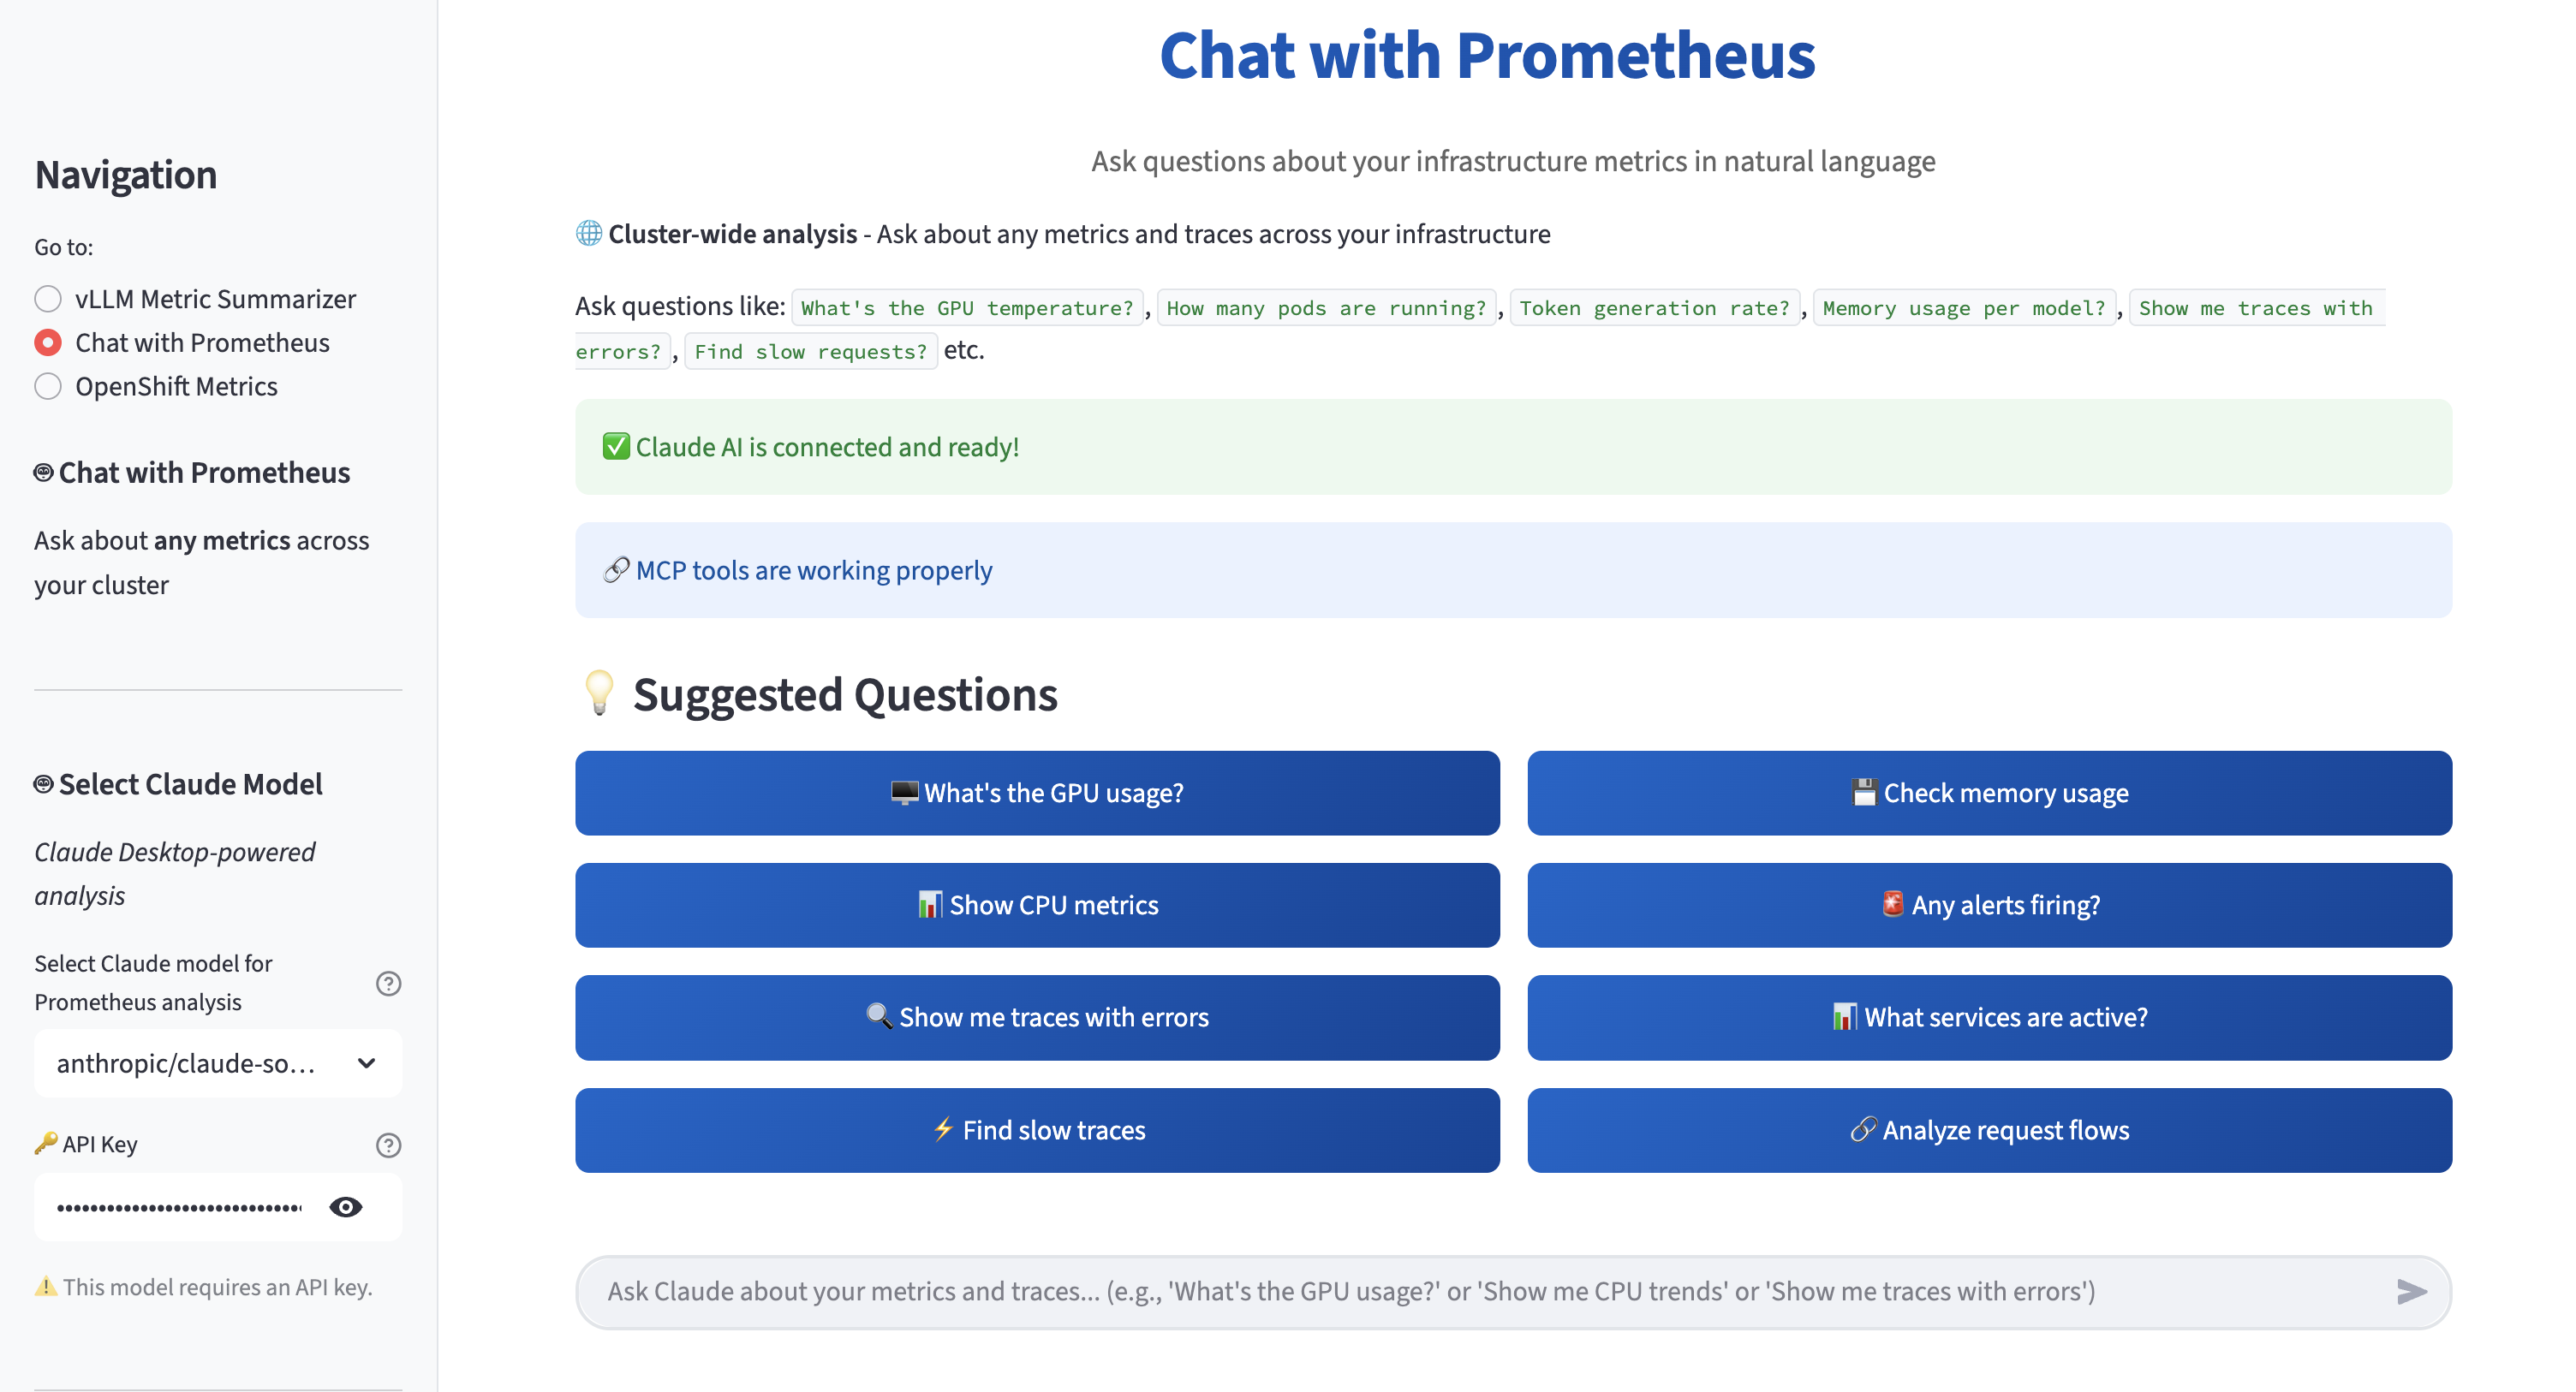 Navigation
Go to:
vLLM Metric Summarizer
Chat with Prometheus
OpenShift Metrics
Chat with Prometheus
Ask about any metrics across
your cluster
Select Claude Model
Claude Desktop-powered
analysis
Select Claude model for
Prometheus analysis
anthropic/claude-so...
API Key
This model requires an API key.
Chat with Prometheus
Ask questions about your infrastructure metrics in natural language
Cluster-wide analysis - Ask about any metrics and traces across your infrastructure
Ask questions like: What's the GPU temperature? , How many pods are running? , Token generation rate? , Memory usage per model? , Show me traces with
errors? , Find slow requests? etc.
Claude AI is connected and ready!
MCP tools are working properly
Suggested Questions
What's the GPU usage?
Check memory usage
Show CPU metrics
Any alerts firing?
Show me traces with errors
What services are active?
Find slow traces
Analyze request flows
Ask Claude about your metrics and traces... (e.g., 'What's the GPU usage?' or 'Show me CPU trends' or 'Show me traces with errors')